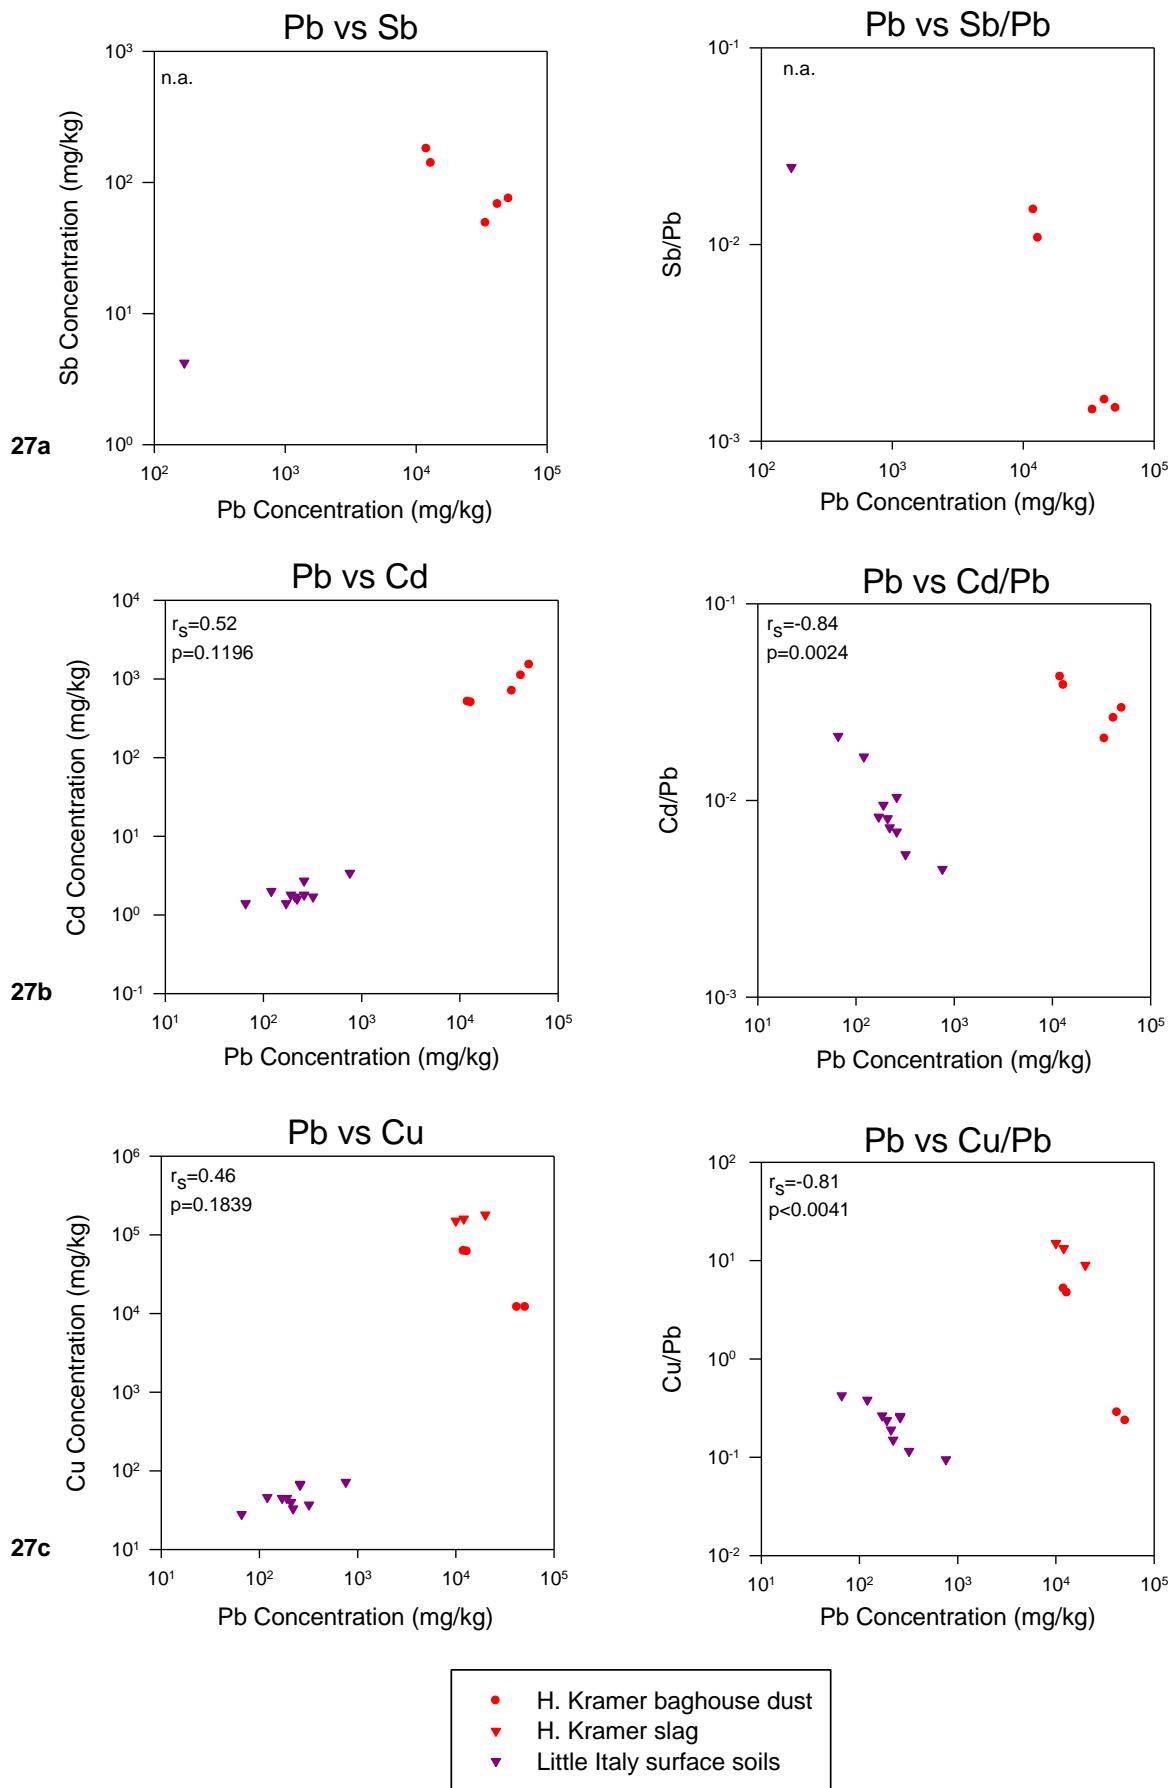 Pb vs Sb
10³
n.a.
10²
10¹
10⁰
Sb Concentration (mg/kg)
10² 10³ 10⁴ 10⁵
Pb Concentration (mg/kg)
27a
Pb vs Sb/Pb
10⁻¹
n.a.
10⁻²
10⁻³
Sb/Pb
10² 10³ 10⁴ 10⁵
Pb Concentration (mg/kg)
Pb vs Cd
10⁴
rS=0.52
p=0.1196
10³
10²
10¹
10⁰
10⁻¹
Cd Concentration (mg/kg)
10¹ 10² 10³ 10⁴ 10⁵
Pb Concentration (mg/kg)
27b
Pb vs Cd/Pb
10⁻¹
rS=-0.84
p=0.0024
10⁻²
10⁻³
Cd/Pb
10¹ 10² 10³ 10⁴ 10⁵
Pb Concentration (mg/kg)
Pb vs Cu
10⁶
rS=0.46
p=0.1839
10⁵
10⁴
10³
10²
10¹
Cu Concentration (mg/kg)
10¹ 10² 10³ 10⁴ 10⁵
Pb Concentration (mg/kg)
27c
Pb vs Cu/Pb
10²
rS=-0.81
p<0.0041
10¹
10⁰
10⁻¹
10⁻²
Cu/Pb
10¹ 10² 10³ 10⁴ 10⁵
Pb Concentration (mg/kg)
H. Kramer baghouse dust
H. Kramer slag
Little Italy surface soils